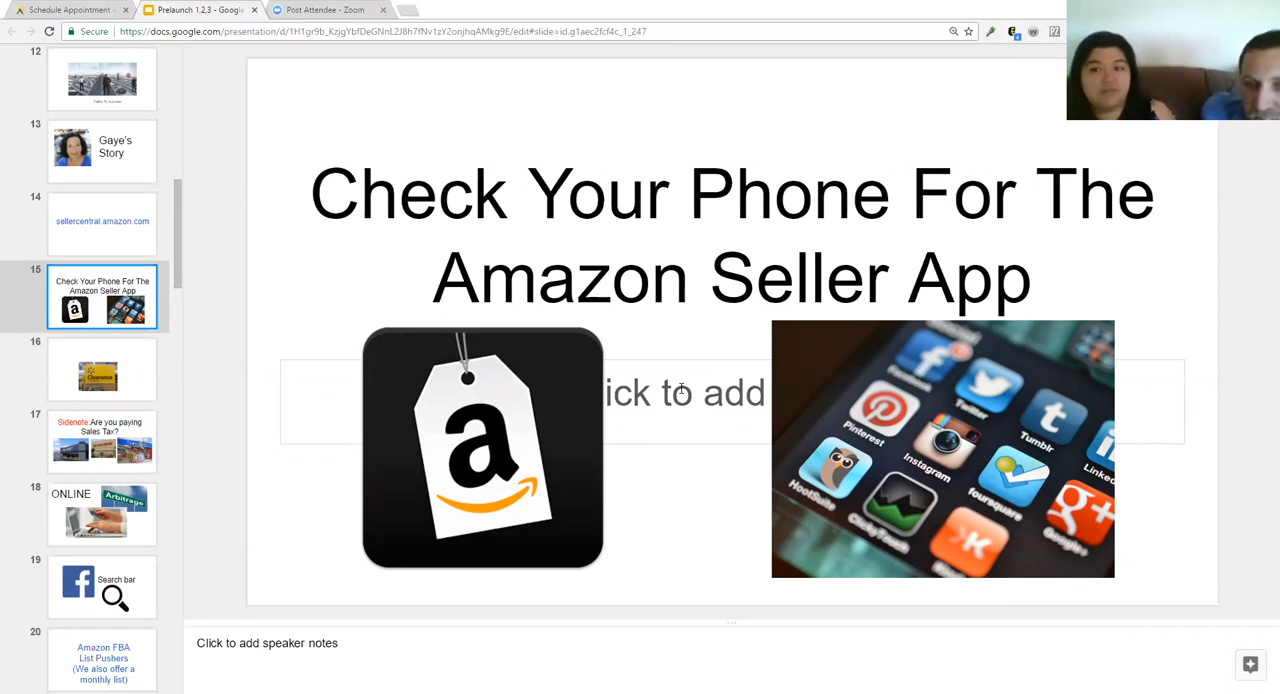 Schedule Appointment
Prelaunch 1,2,3 - Google
Post Attendee - Zoom
Secure
https://docs.google.com/presentation/d/1H1gr9b_KzjgYbfDeGNnL2J8h7fNv1zY2onjhqAMkg9E/edit#slide=id.g1aec2fcf4c_1_247
12
13
Gaye's
Story
14
sellercentral.amazon.com
15
Check Your Phone For The
Amazon Seller App
a
16
Clearance
17
Sidenote:Are you paying
Sales Tax?
18
ONLINE
Arbitrage
19
f
Search bar
20
Amazon FBA
List Pushers
(We also offer a
monthly list)
Check Your Phone For The
Amazon Seller App
ick to add
a
Facebook
Twitter
Tumblr
Pinterest
Instagram
foursquare
HootSuite
Google+
Click to add speaker notes